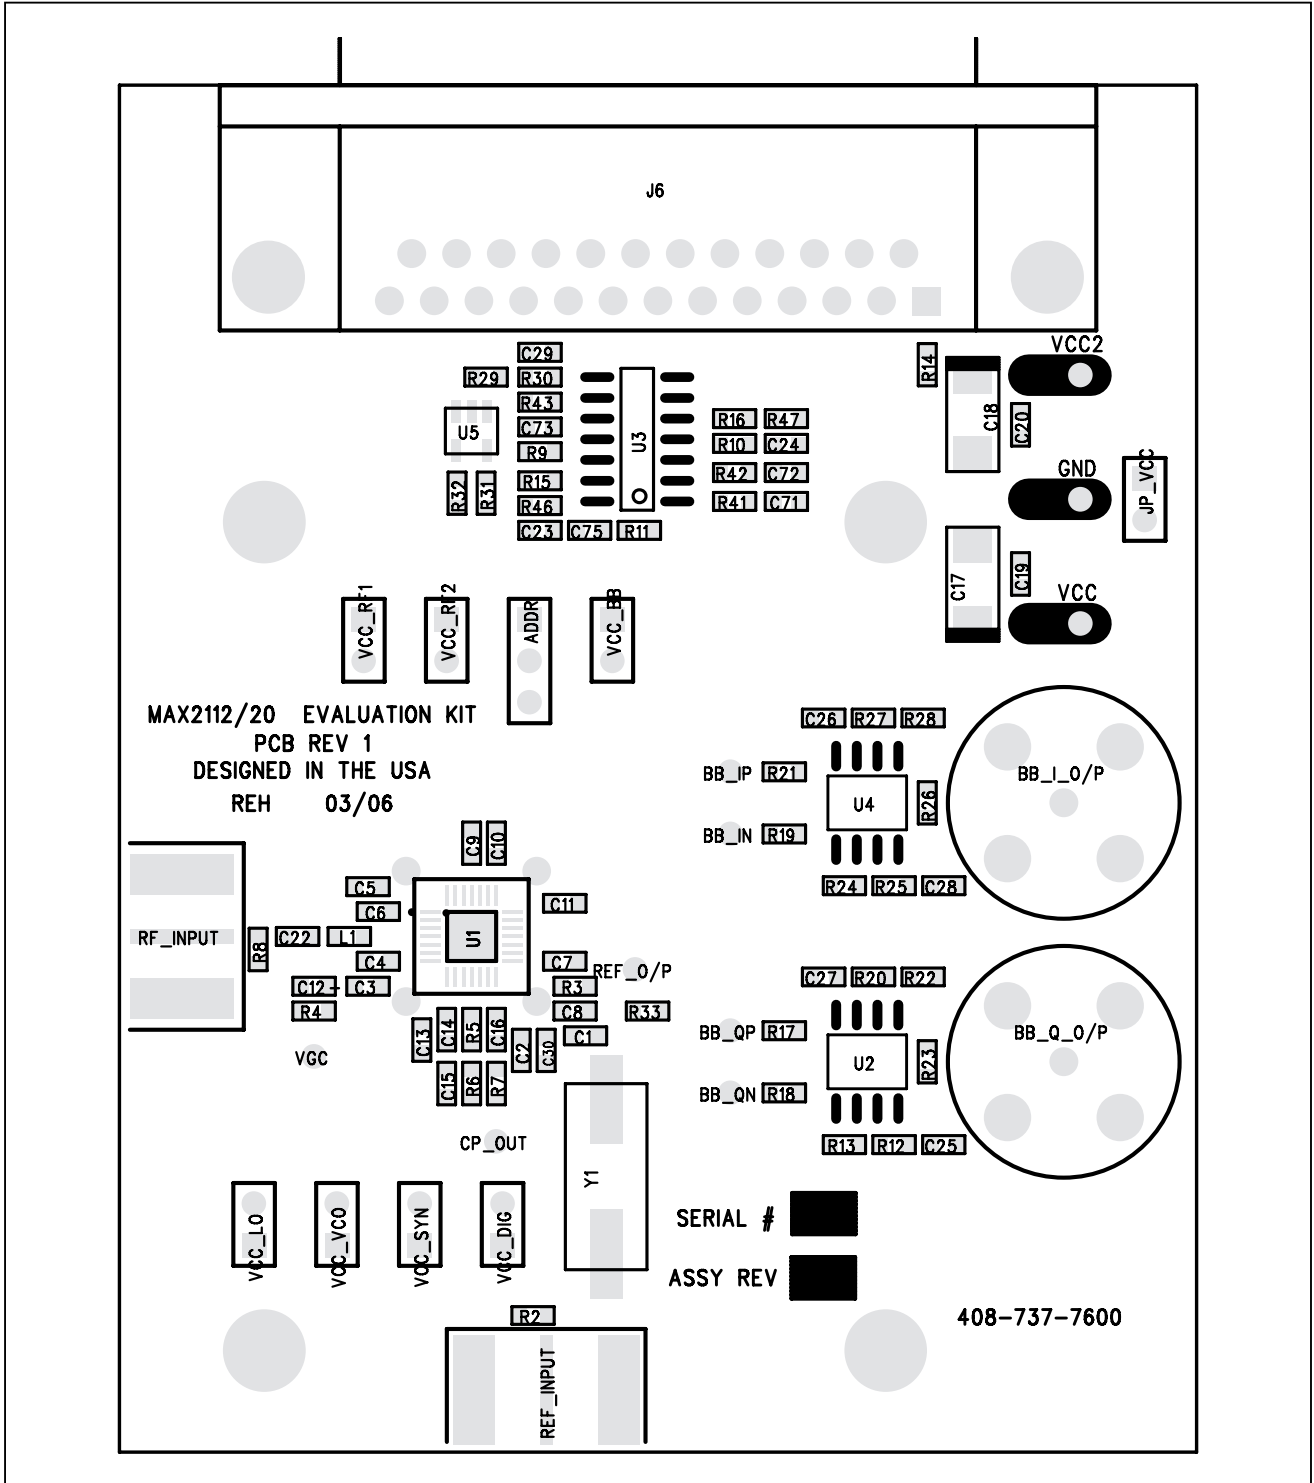 J6
VCC2
C29
R14
R29
R30
R43
C18
C20
U5
C73
U3
R16
R47
R9
R10
C24
GND
JP_VCC
R32
R31
R15
R42
C72
R46
R41
C71
C23
C75
R11
C17
C19
VCC
VCC_RF1
VCC_RF2
ADDR
VCC_BB
MAX2112/20 EVALUATION KIT
PCB REV 1
DESIGNED IN THE USA
REH 03/06
C26
R27
R28
BB_IP
R21
BB_I_O/P
U4
R26
BB_IN
R19
C9
C10
C5
R24
R25
C28
C6
C11
RF_INPUT
R8
C22
L1
U1
C4
C7
REF_O/P
C27
R20
R22
C12
+
C3
R3
R4
C8
R33
C13
C14
R5
C16
C2
C30
C1
BB_QP
R17
BB_Q_O/P
VGC
U2
R23
C15
R6
R7
BB_QN
R18
CP_OUT
R13
R12
C25
Y1
VCC_LO
VCC_VCO
VCC_SYN
VCC_DIG
SERIAL #
ASSY REV
R2
408-737-7600
REF_INPUT